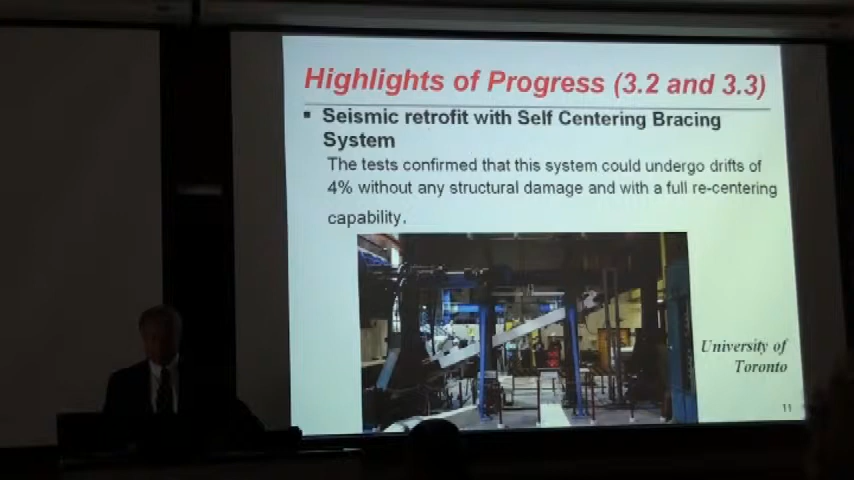 Highlights of Progress (3.2 and 3.3)
▪ Seismic retrofit with Self Centering Bracing
System
The tests confirmed that this system could undergo drifts of
4% without any structural damage and with a full re-centering
capability.
University of
Toronto
11